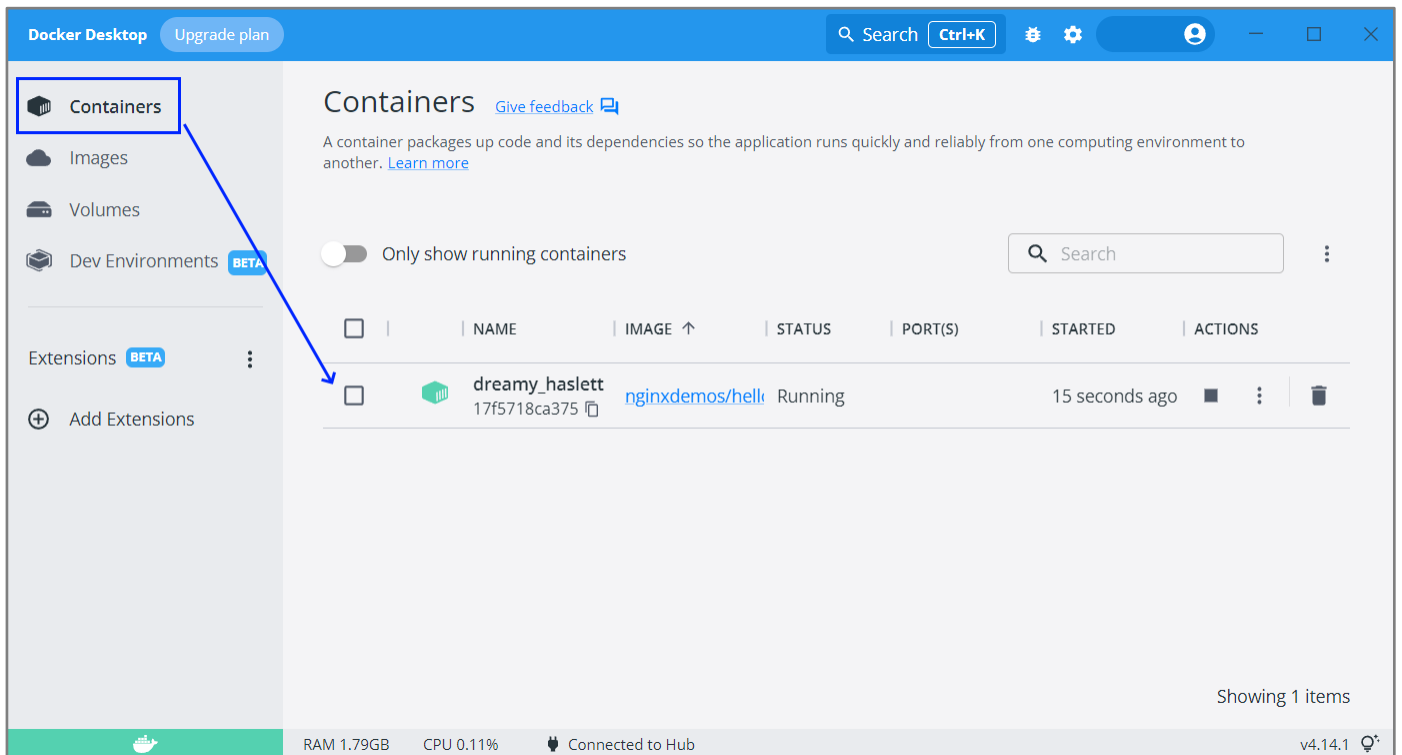 Docker Desktop Upgrade plan Search Ctrl+K
Containers
Images
Volumes
Dev Environments BETA
Extensions BETA
Add Extensions
Containers Give feedback
A container packages up code and its dependencies so the application runs quickly and reliably from one computing environment to
another. Learn more
Only show running containers Search
NAME IMAGE STATUS PORT(S) STARTED ACTIONS
dreamy_haslett
17f5718ca375
nginxdemos/hell Running 15 seconds ago
Showing 1 items
RAM 1.79GB CPU 0.11% Connected to Hub v4.14.1